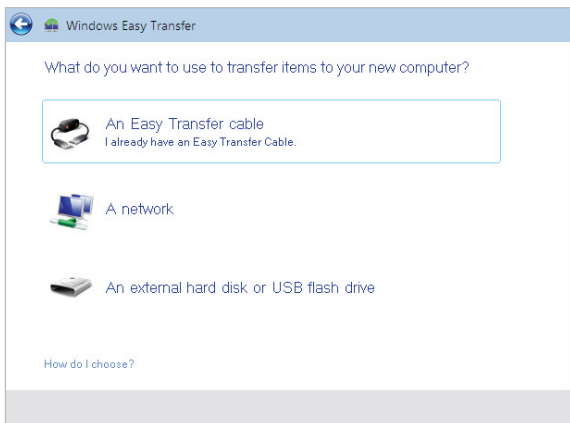 Windows Easy Transfer
What do you want to use to transfer items to your new computer?
An Easy Transfer cable
I already have an Easy Transfer Cable.
A network
An external hard disk or USB flash drive
How do I choose?